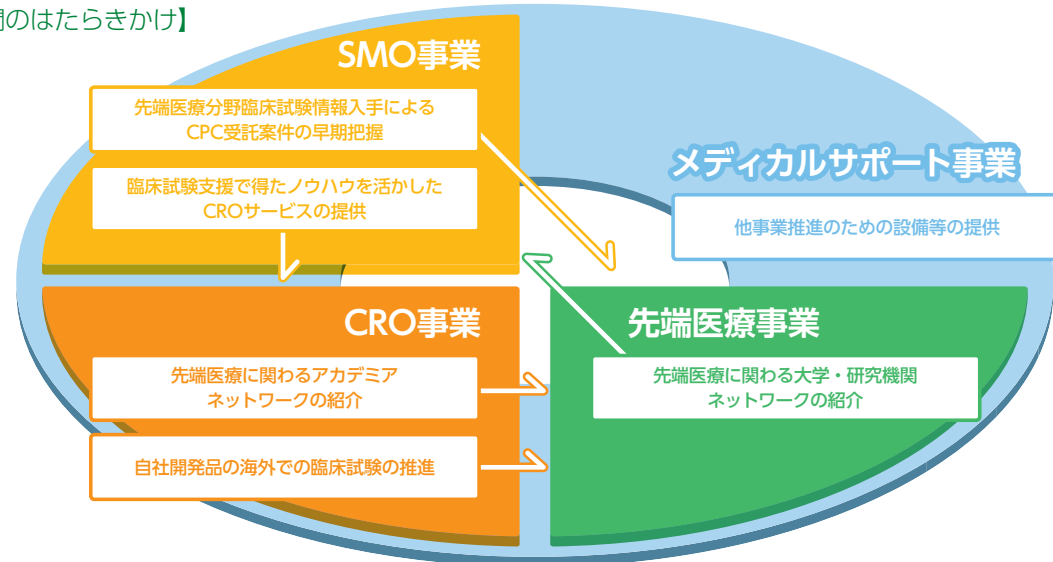 のはたらきかけ】
SMO事業
先端医療分野臨床試験情報入手による
CPC受託案件の早期把握
臨床試験支援で得たノウハウを活かした
CROサービスの提供
メディカルサポート事業
他事業推進のための設備等の提供
CRO事業
先端医療に関わるアカデミア
ネットワークの紹介
自社開発品の海外での臨床試験の推進
先端医療事業
先端医療に関わる大学・研究機関
ネットワークの紹介